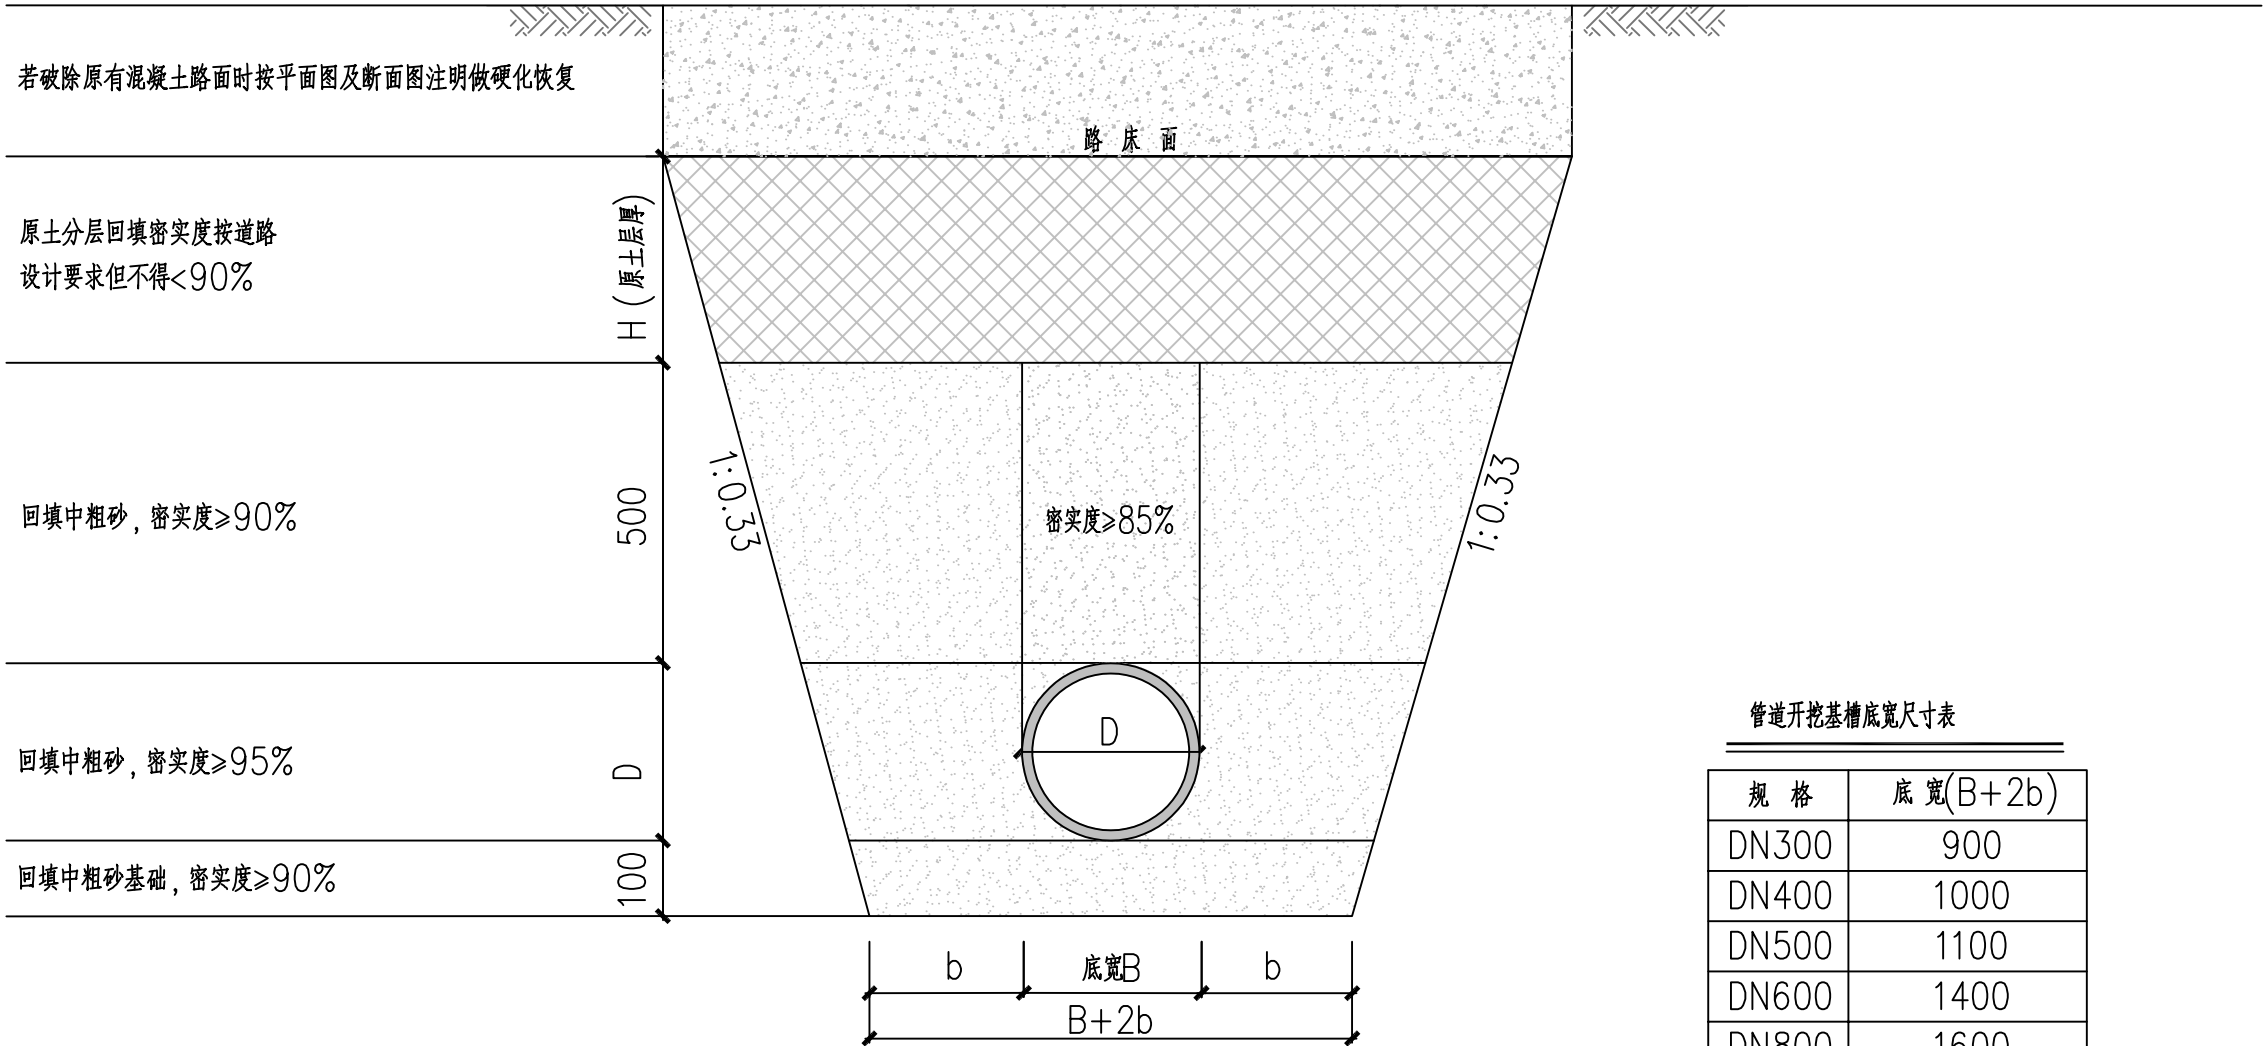 若破除原有混凝土路面时按平面图及断面图注明做硬化恢复
路床面
原土分层回填密实度按道路
设计要求但不得<90%
H(原土层厚)
回填中粗砂,密实度≥90%
500
1:0.33
密实度≥85%
1:0.33
回填中粗砂,密实度≥95%
D
D
回填中粗砂基础,密实度≥90%
100
b
底宽B
b
B+2b
管道开挖基槽底宽尺寸表
规格 底宽(B+2b)
DN300 900
DN400 1000
DN500 1100
DN600 1400
DN800 1600